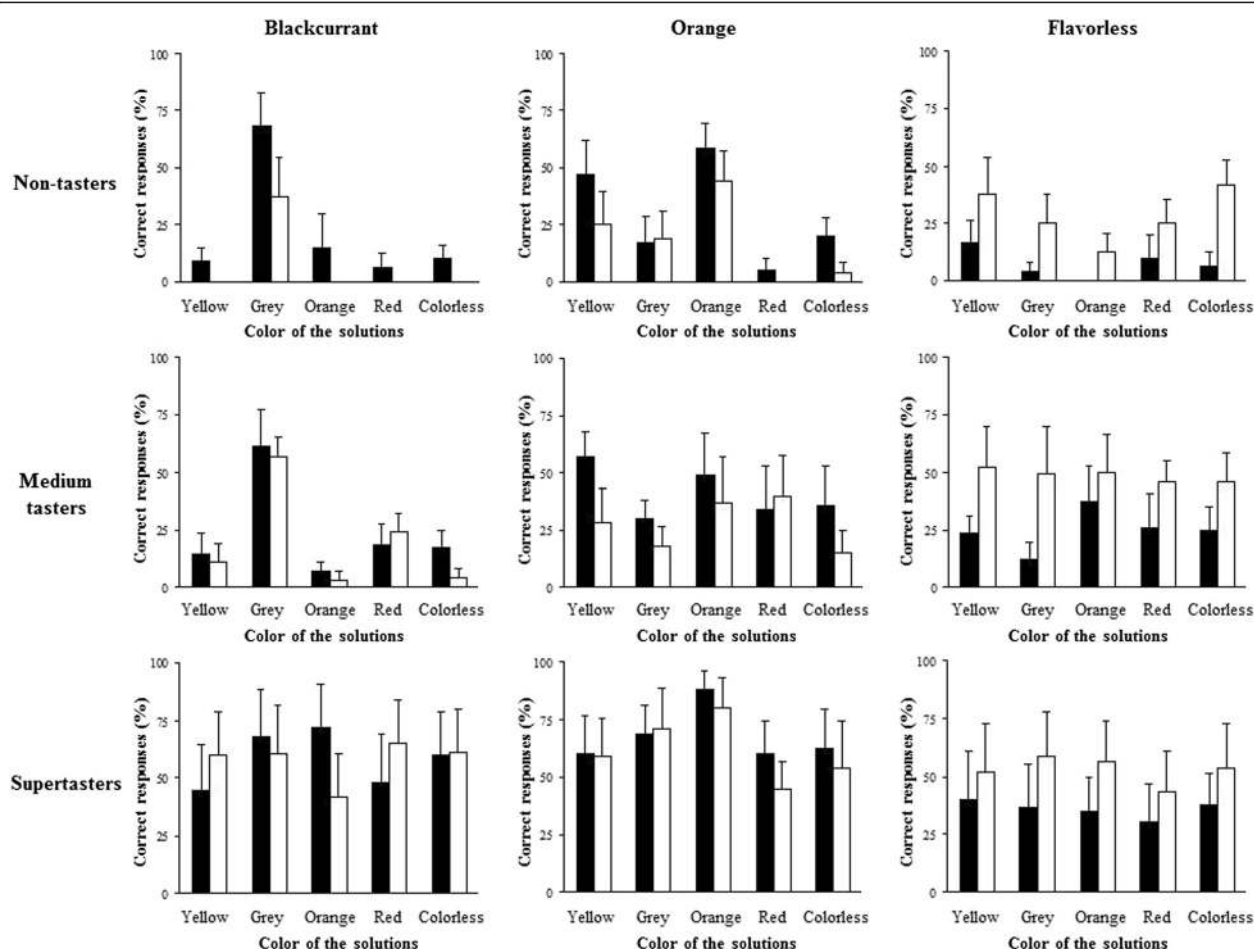 Blackcurrant Orange Flavorless
Non-tasters
Correct responses (%)
100
75
50
25
0
Yellow Grey Orange Red Colorless
Color of the solutions
Correct responses (%)
100
75
50
25
0
Yellow Grey Orange Red Colorless
Color of the solutions
Correct responses (%)
100
75
50
25
0
Yellow Grey Orange Red Colorless
Color of the solutions
Medium
tasters
Correct responses (%)
100
75
50
25
0
Yellow Grey Orange Red Colorless
Color of the solutions
Correct responses (%)
100
75
50
25
0
Yellow Grey Orange Red Colorless
Color of the solutions
Correct responses (%)
100
75
50
25
0
Yellow Grey Orange Red Colorless
Color of the solutions
Supertasters
Correct responses (%)
100
75
50
25
0
Yellow Grey Orange Red Colorless
Color of the solutions
Correct responses (%)
100
75
50
25
0
Yellow Grey Orange Red Colorless
Color of the solutions
Correct responses (%)
100
75
50
25
0
Yellow Grey Orange Red Colorless
Color of the solutions